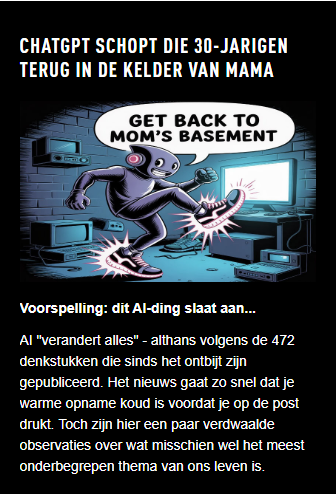 CHATGPT SCHOPT DIE 30-JARIGEN
TERUG IN DE KELDER VAN MAMA
GET BACK TO
MOM'S BASEMENT
Voorspelling: dit AI-ding slaat aan...
AI "verandert alles" - althans volgens de 472
denkstukken die sinds het ontbijt zijn
gepubliceerd. Het nieuws gaat zo snel dat je
warme opname koud is voordat je op de post
drukt. Toch zijn hier een paar verdwaalde
observaties over wat misschien wel het meest
onderbegrepen thema van ons leven is.